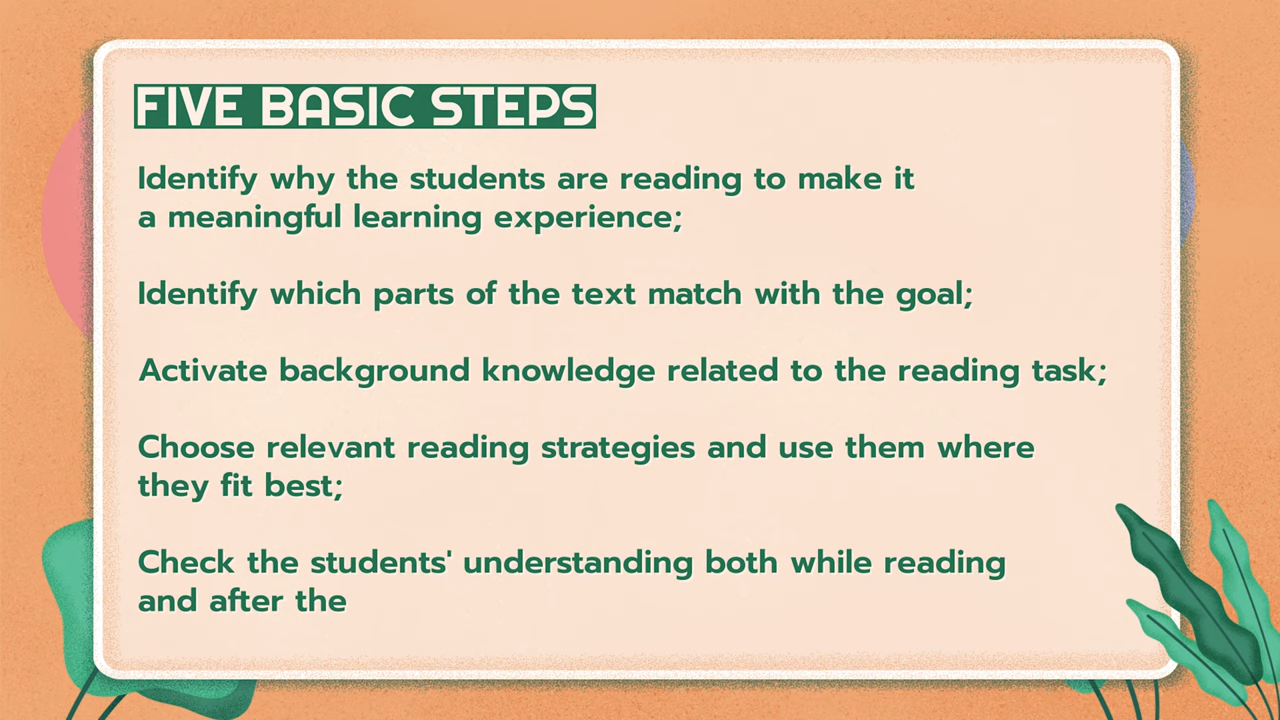 FIVE BASIC STEPS
Identify why the students are reading to make it
a meaningful learning experience;
Identify which parts of the text match with the goal;
Activate background knowledge related to the reading task;
Choose relevant reading strategies and use them where
they fit best;
Check the students' understanding both while reading
and after the